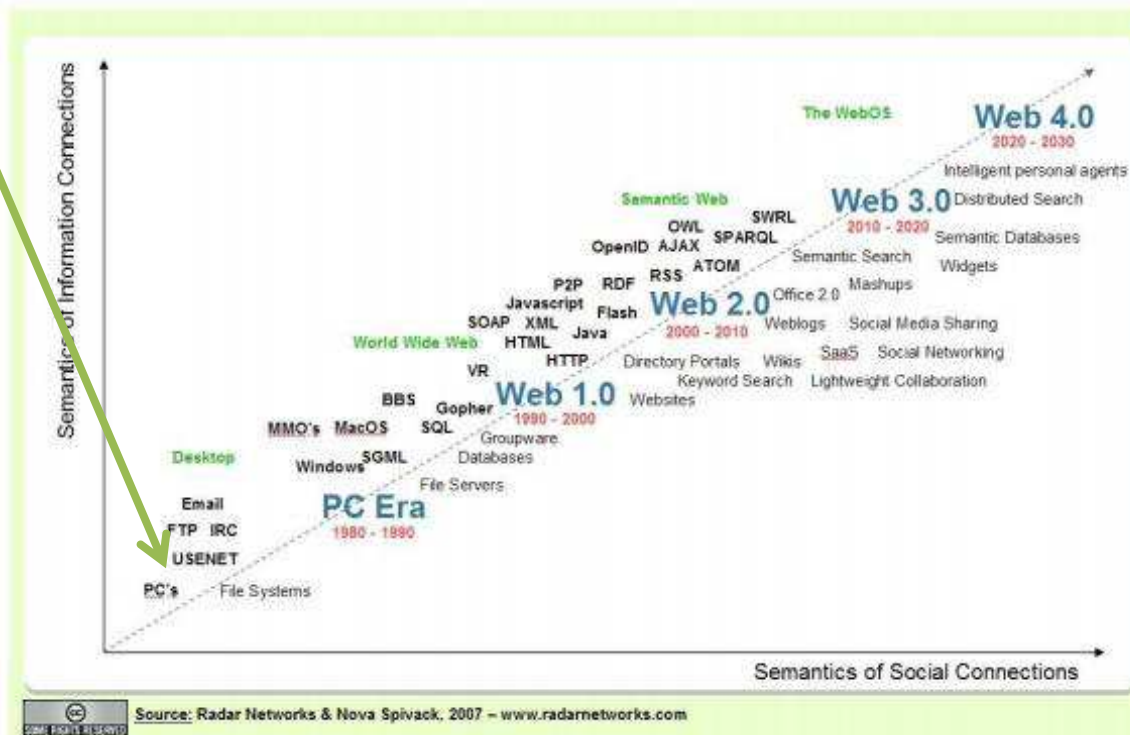 Semantics of Information Connections
The WebOS
Web 4.0
2020 - 2030
Intelligent personal agents
Semantic Web
Web 3.0
Distributed Search
2010 - 2020
SWRL
OWL
SPARQL
Semantic Databases
OpenID
AJAX
Semantic Search
Widgets
ATOM
RSS
Mashups
P2P
RDF
Office 2.0
Javascript
Flash
Web 2.0
2000 - 2010
Weblogs
Social Media Sharing
SOAP
XML
Java
World Wide Web
HTML
HTTP
Directory Portals
Wikis
SaaS
Social Networking
VR
Keyword Search
Lightweight Collaboration
Web 1.0
1990 - 2000
Websites
BBS
Gopher
MMO's
MacOS
SQL
Groupware
Desktop
Windows
SGML
Databases
File Servers
Email
PC Era
1980 - 1990
FTP
IRC
USENET
PC's
File Systems
Semantics of Social Connections
cc
SOME RIGHTS RESERVED
Source: Radar Networks & Nova Spivack, 2007 – www.radarnetworks.com